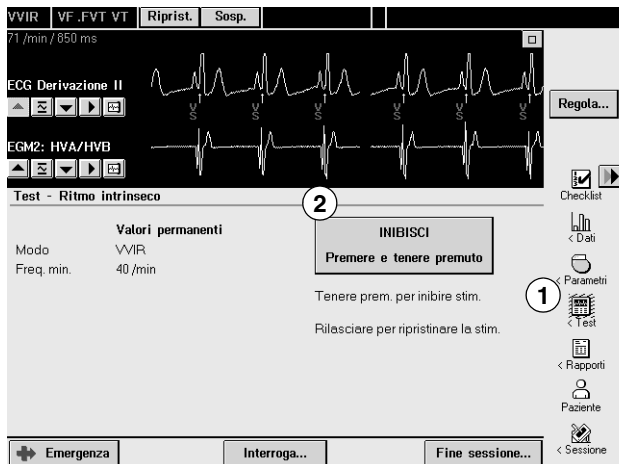 VVIR VF .FVT VT Riprist. Sosp.
71 /min / 850 ms
ECG Derivazione II
V S V S V S V S V S V S
Regola...
EGM2: HVA/HVB
Checklist
Test - Ritmo intrinseco
2
Valori permanenti
INIBISCI
Premere e tenere premuto
< Dati
Modo VVIR
Freq. min. 40 /min
< Parametri
Tenere prem. per inibire stim.
1
Rilasciare per ripristinare la stim.
< Test
< Rapporti
Paziente
Emergenza Interroga... Fine sessione...
< Sessione